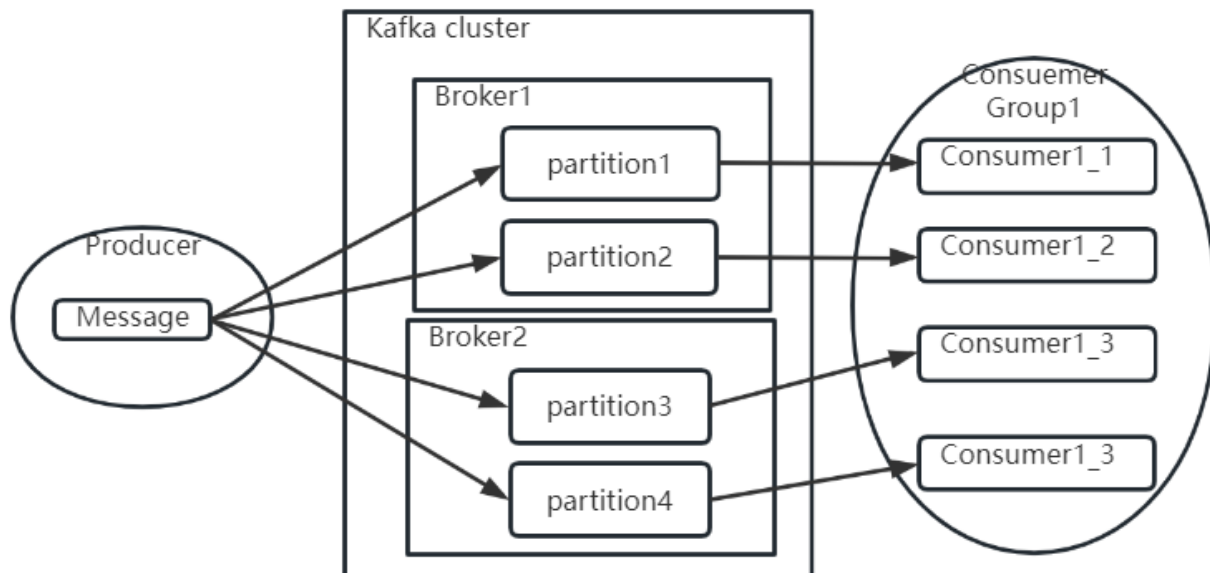 Kafka cluster
Consuemer
Group1
Broker1
partition1
Consumer1_1
partition2
Consumer1_2
Producer
Message
Broker2
Consumer1_3
partition3
Consumer1_3
partition4